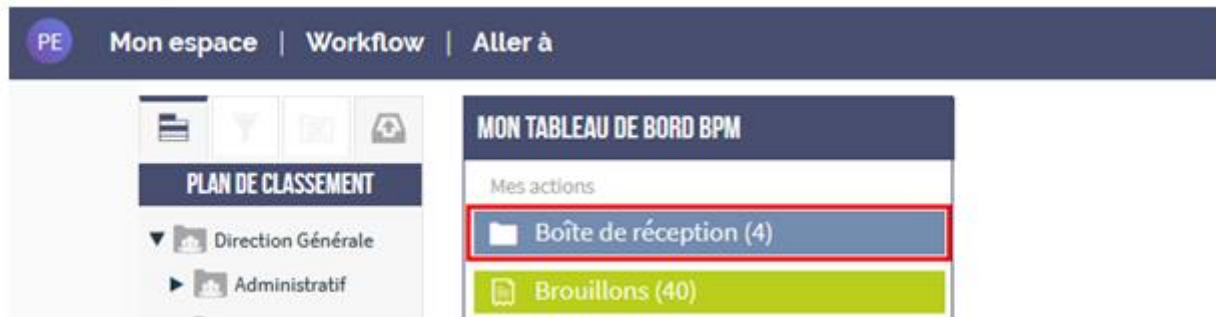 PE Mon espace | Workflow | Aller à
PLAN DE CLASSEMENT
Direction Générale
Administratif
MON TABLEAU DE BORD BPM
Mes actions
Boîte de réception (4)
Brouillons (40)